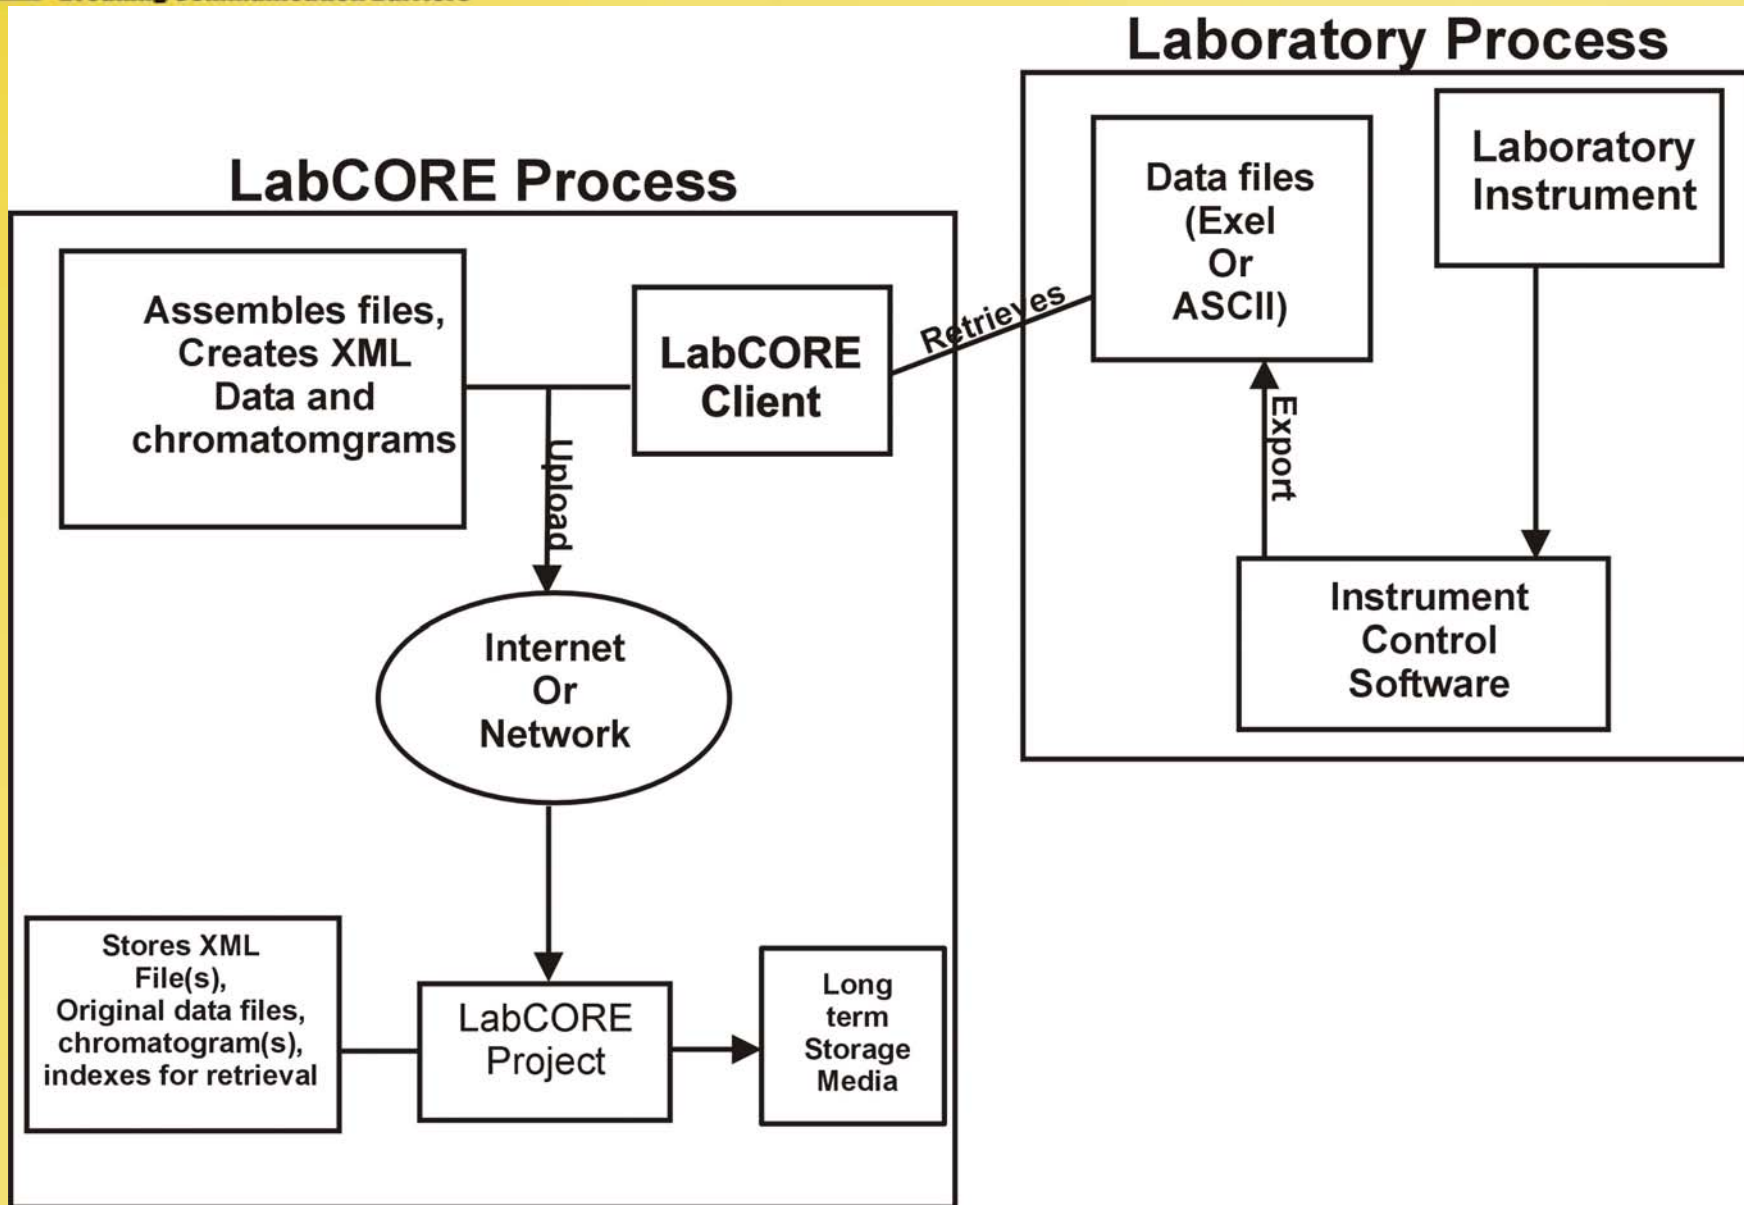 Laboratory Process
LabCORE Process
Assembles files,
Creates XML
Data and
chromatomgrams
LabCORE
Client
Retrieves
Data files
(Exel
Or
ASCII)
Laboratory
Instrument
Export
Instrument
Control
Software
Upload
Internet
Or
Network
Stores XML
File(s),
Original data files,
chromatogram(s),
indexes for retrieval
LabCORE
Project
Long
term
Storage
Media